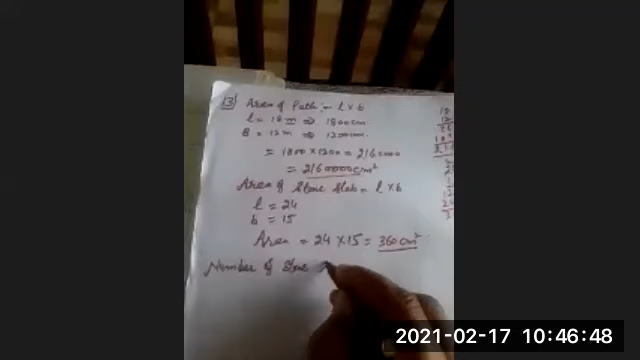 13 Area of Path :- l x b
l = 18 m ⇒ 1800 cm.
B = 12 m ⇒ 1200 cm.
= 1800 x 1200 = 2160000
= 2160000 cm²
Area of Stone Slab = l x b
l = 24
b = 15
Area = 24 x 15 = 360 cm²
Number of Stone
2021-02-17 10:46:48